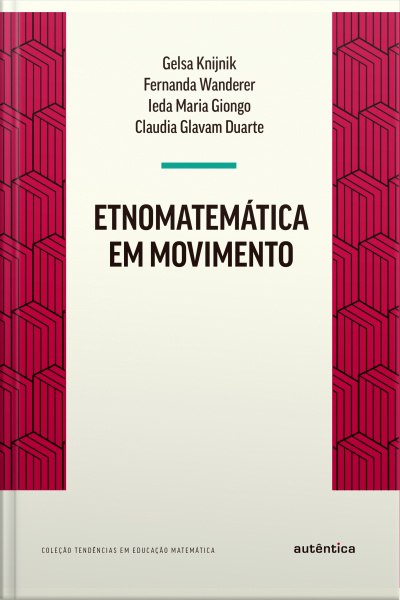 Gelsa Knijnik
Fernanda Wanderer
Ieda Maria Giongo
Claudia Glavam Duarte
ETNOMATEMÁTICA
EM MOVIMENTO
COLEÇÃO TENDÊNCIAS EM EDUCAÇÃO MATEMÁTICA
autêntica